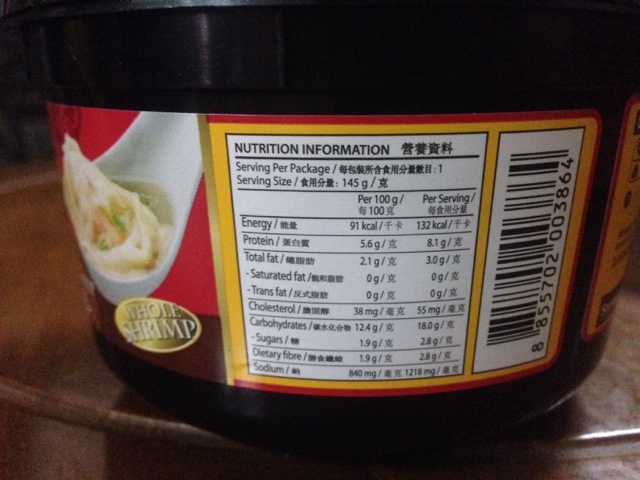 NUTRITION INFORMATION 營養資料
Serving Per Package / 每包裝所含食用分量數目 : 1
Serving Size / 食用分量 : 145 g / 克
Per 100 g / Per Serving /
每 100 克 每食用分量
Energy / 能量 91 kcal / 千卡 132 kcal / 千卡
Protein / 蛋白質 5.6 g / 克 8.1 g / 克
Total fat / 總脂肪 2.1 g / 克 3.0 g / 克
- Saturated fat / 飽和脂肪 0 g / 克 0 g / 克
- Trans fat / 反式脂肪 0 g / 克 0 g / 克
Cholesterol / 膽固醇 38 mg / 毫克 55 mg / 毫克
Carbohydrates / 碳水化合物 12.4 g / 克 18.0 g / 克
- Sugars / 糖 1.9 g / 克 2.8 g / 克
Dietary fibre / 膳食纖維 1.9 g / 克 2.8 g / 克
Sodium / 鈉 840 mg / 毫克 1218 mg / 毫克
WHOLE
SHRIMP
8 855702 003864